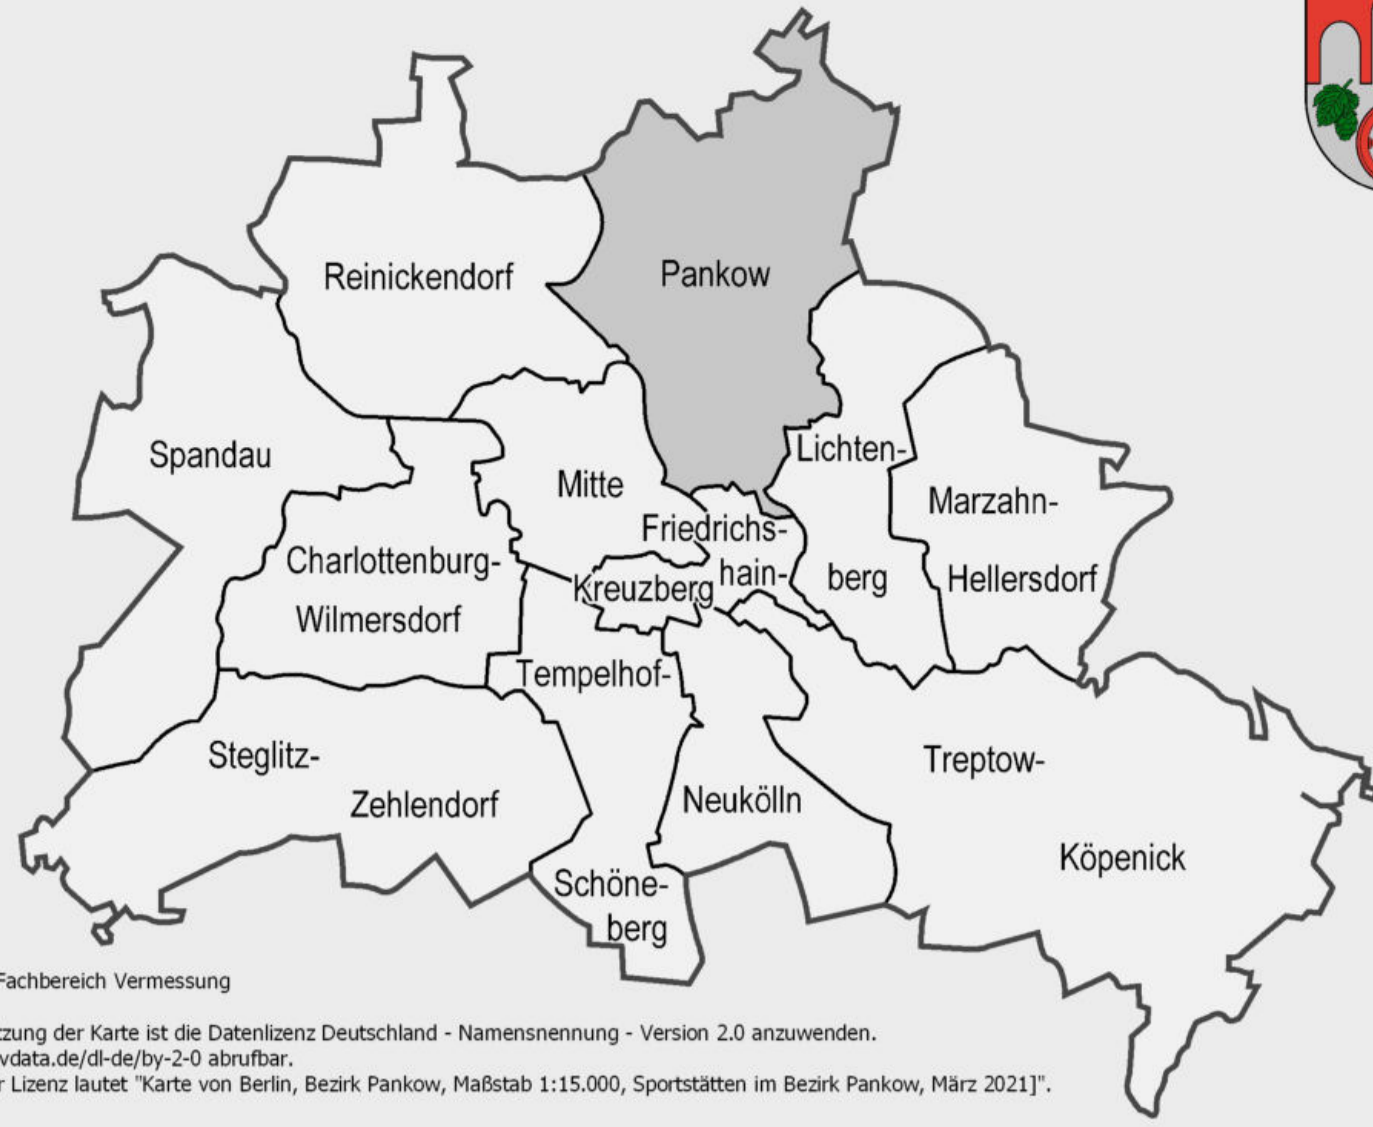 Reinickendorf
Pankow
Spandau
Mitte
Lichten-
berg
Marzahn-
Hellersdorf
Friedrichs-
hain-
Kreuzberg
Charlottenburg-
Wilmersdorf
Tempelhof-
Schöne-
berg
Steglitz-
Zehlendorf
Neukölln
Treptow-
Köpenick
Fachbereich Vermessung
zung der Karte ist die Datenlizenz Deutschland - Namensnennung - Version 2.0 anzuwenden.
vdata.de/dl-de/by-2-0 abrufbar.
r Lizenz lautet "Karte von Berlin, Bezirk Pankow, Maßstab 1:15.000, Sportstätten im Bezirk Pankow, März 2021]".